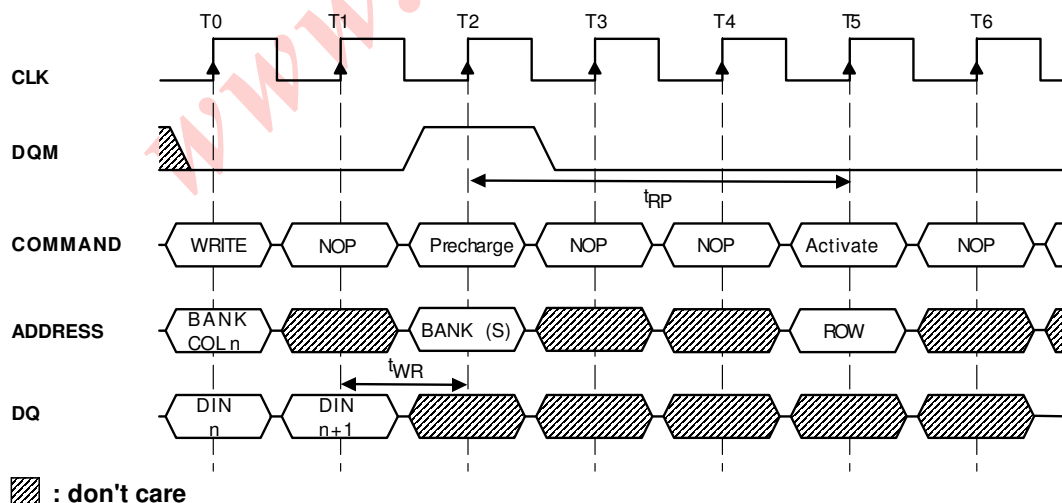 T0 T1 T2 T3 T4 T5 T6
CLK
DQM
tRP
COMMAND WRITE NOP Precharge NOP NOP Activate NOP
ADDRESS BANK COL n BANK (S) ROW
tWR
DQ DIN n DIN n+1
: don't care
www.